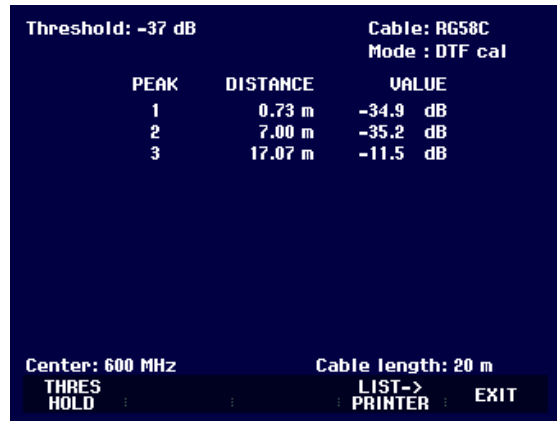 Threshold: -37 dB Cable: RG58C
Mode : DTF cal
PEAK DISTANCE VALUE
1 0.73 m -34.9 dB
2 7.00 m -35.2 dB
3 17.07 m -11.5 dB
Center: 600 MHz Cable length: 20 m
THRES LIST->
HOLD PRINTER EXIT